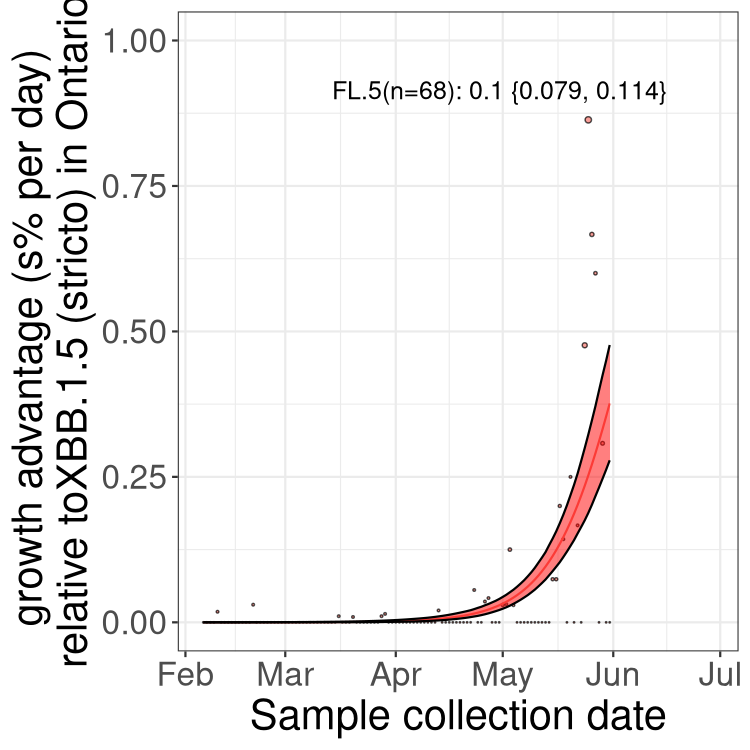 growth advantage (s% per day)
relative toXBB.1.5 (stricto) in Ontario
1.00
0.75
0.50
0.25
0.00
FL.5(n=68): 0.1 {0.079, 0.114}
Feb Mar Apr May Jun Jul
Sample collection date